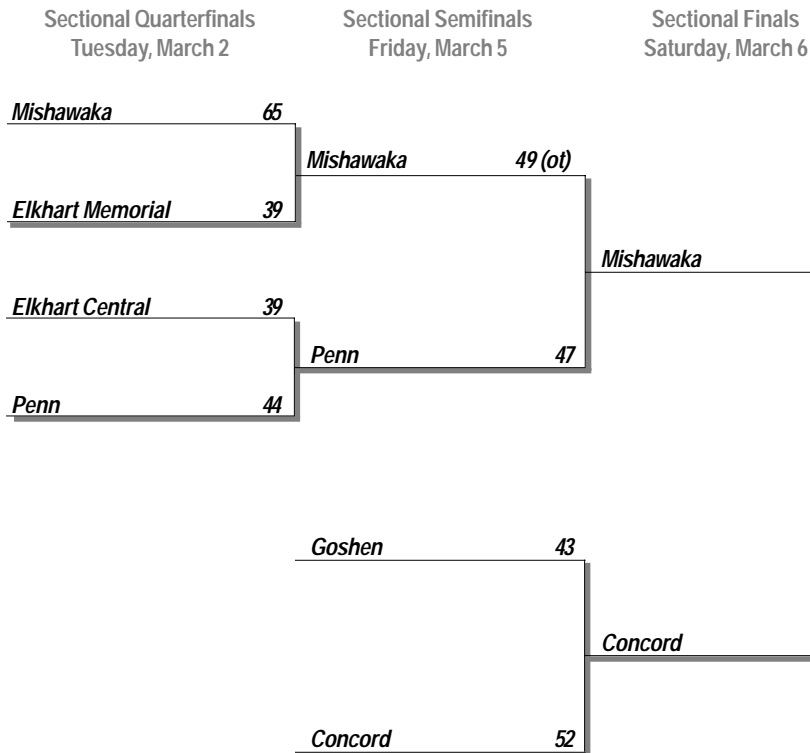 Sectional Quarterfinals
Tuesday, March 2
Sectional Semifinals
Friday, March 5
Sectional Finals
Saturday, March 6
Mishawaka 65
Elkhart Memorial 39
Elkhart Central 39
Penn 44
Mishawaka 49 (ot)
Penn 47
Goshen 43
Concord 52
Mishawaka
Concord